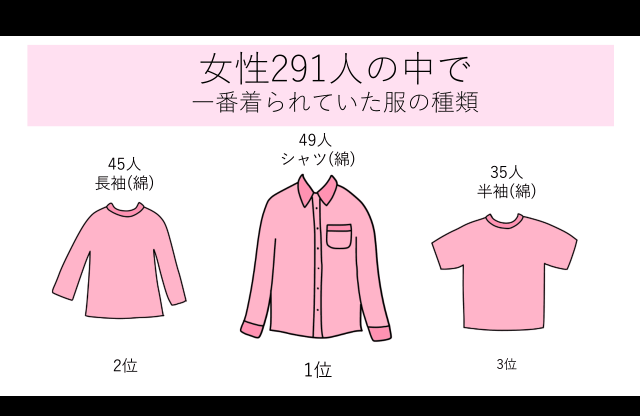 女性291人の中で
一番着られていた服の種類
49人
シャツ(綿)
45人
長袖(綿)
35人
半袖(綿)
2位
1位
3位